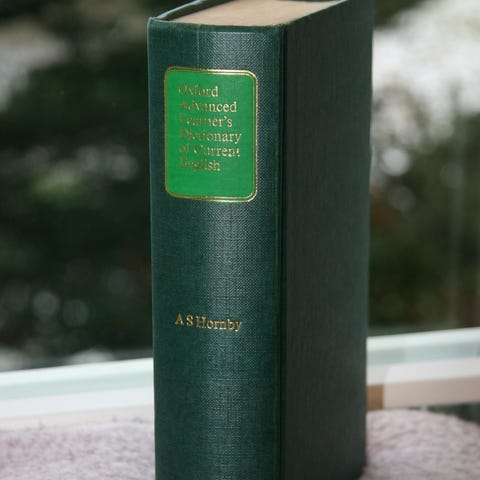 Oxford
Advanced
Learner's
Dictionary
of Current
English
A S Hornby